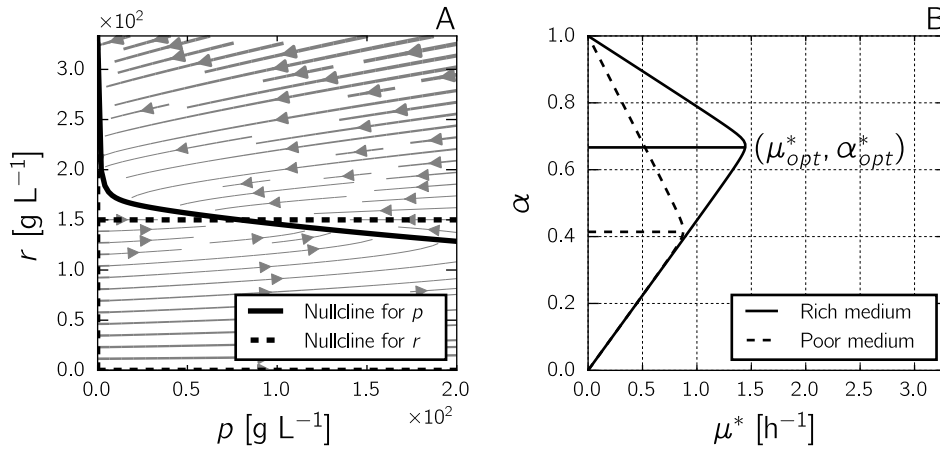 ×10²
A
3.0
2.5
2.0
1.5
1.0
0.5
0.0
r [g L⁻¹]
Nullcline for p
Nullcline for r
0.0 0.5 1.0 1.5 2.0
×10²
p [g L⁻¹]
B
1.0
0.8
0.6
0.4
0.2
0.0
α
(μ*opt, α*opt)
Rich medium
Poor medium
0.0 0.5 1.0 1.5 2.0 2.5 3.0
μ* [h⁻¹]